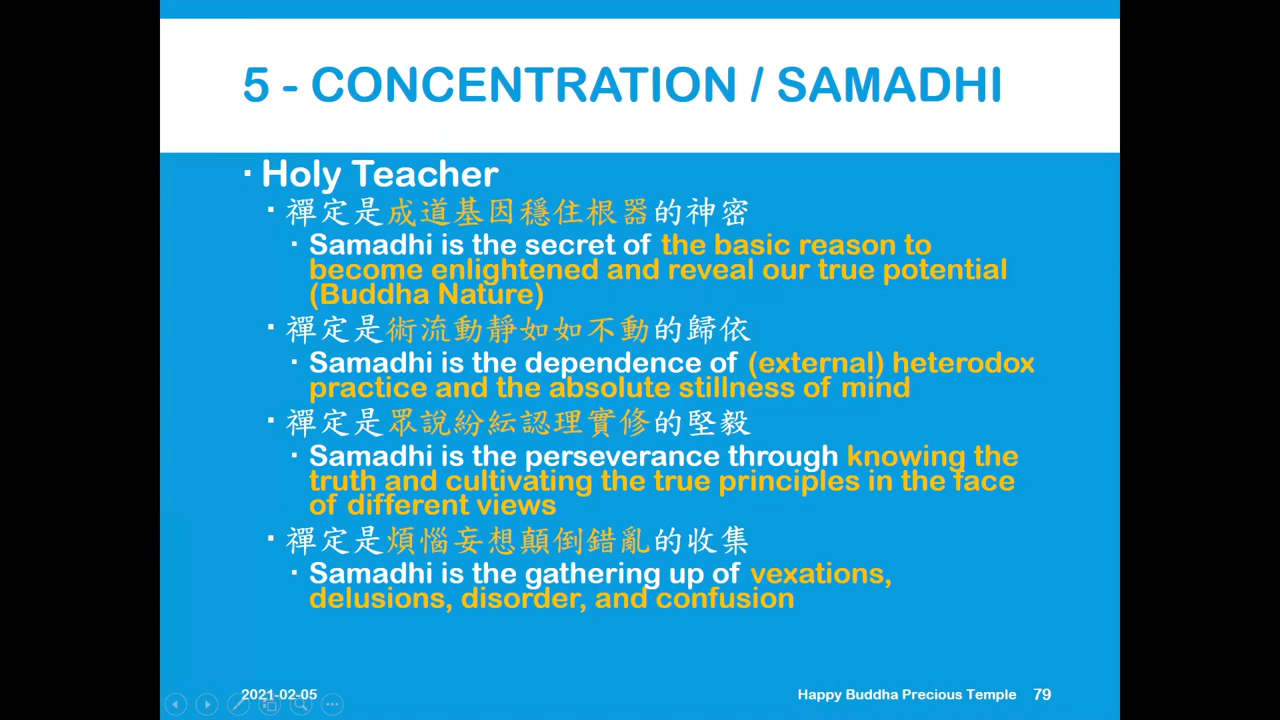 5 - CONCENTRATION / SAMADHI
Holy Teacher
禪定是成道基因穩住根器的神密
Samadhi is the secret of the basic reason to
become enlightened and reveal our true potential
(Buddha Nature)
禪定是術流動靜如如不動的歸依
Samadhi is the dependence of (external) heterodox
practice and the absolute stillness of mind
禪定是眾說紛紜認理實修的堅毅
Samadhi is the perseverance through knowing the
truth and cultivating the true principles in the face
of different views
禪定是煩惱妄想顛倒錯亂的收集
Samadhi is the gathering up of vexations,
delusions, disorder, and confusion
2021-02-05
Happy Buddha Precious Temple 79